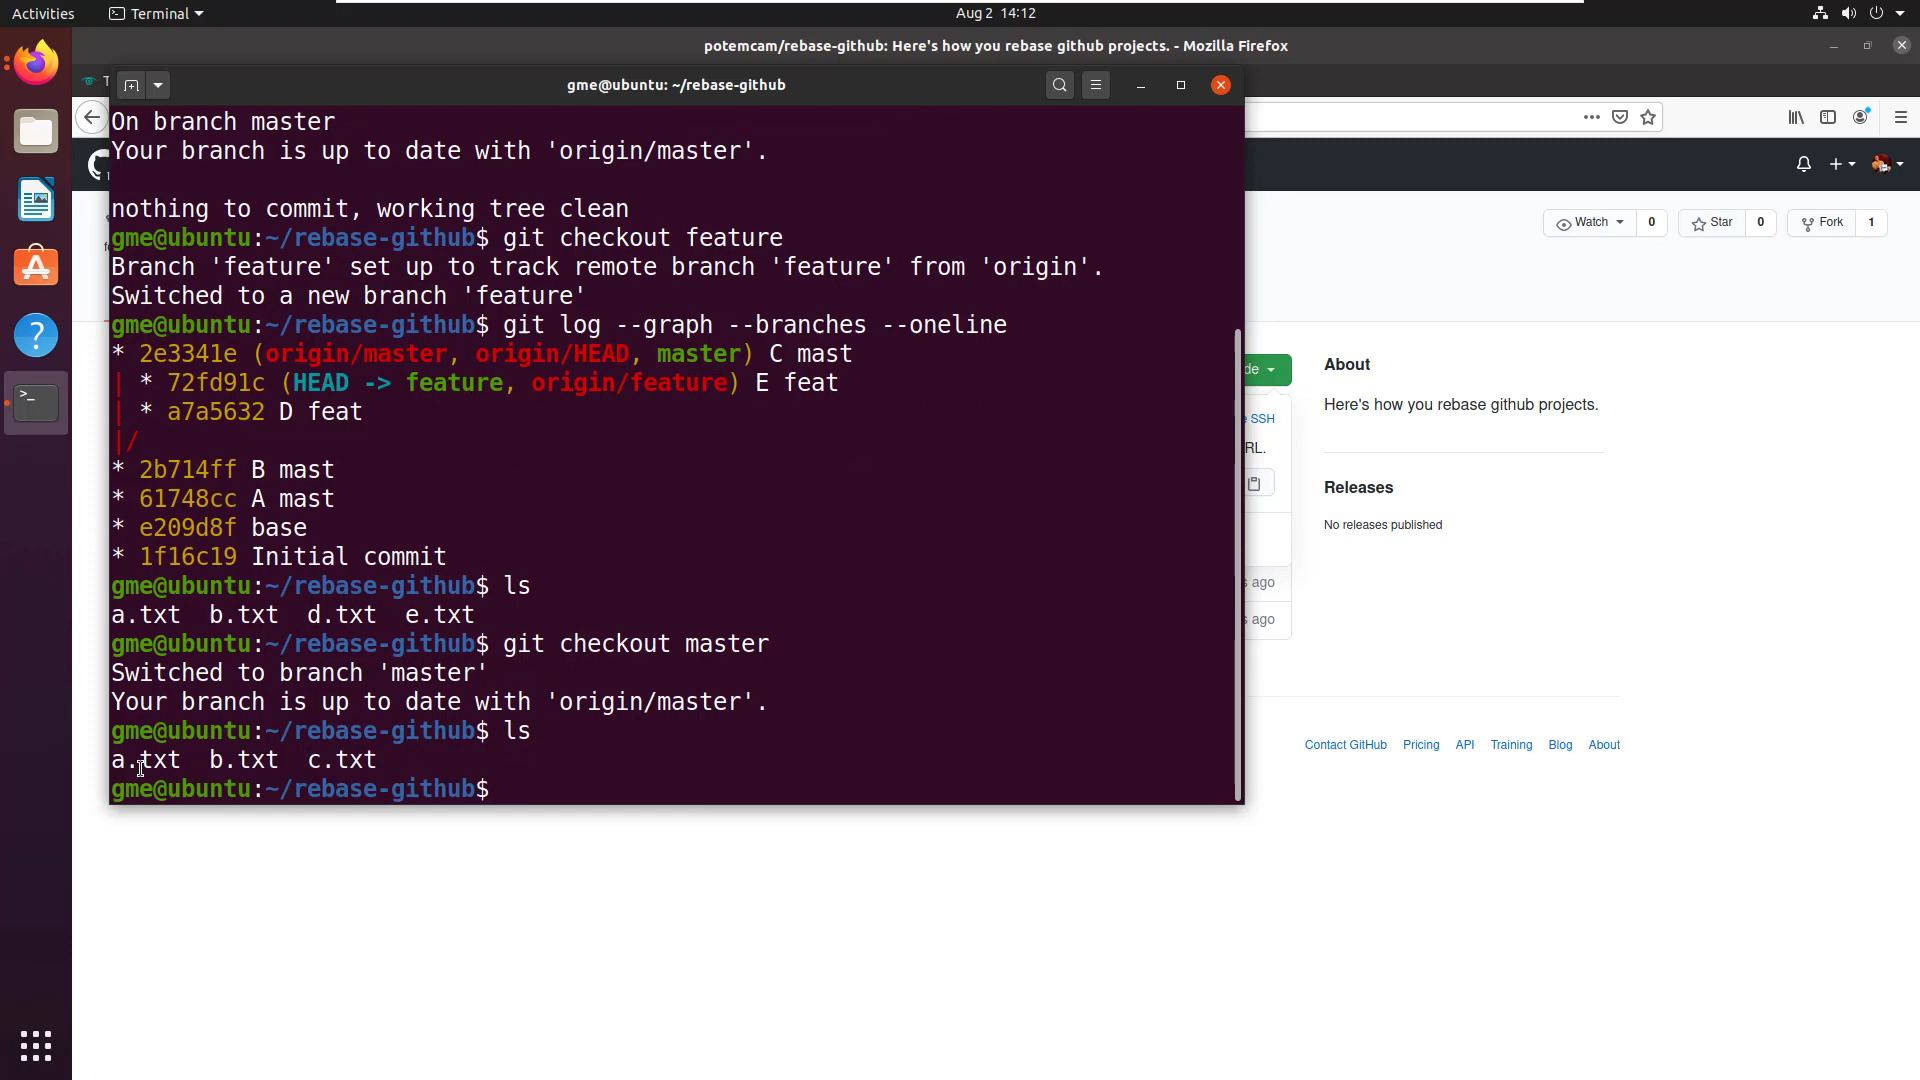 Activities
Terminal
Aug 2 14:12
potemcam/rebase-github: Here's how you rebase github projects. - Mozilla Firefox
gme@ubuntu: ~/rebase-github
On branch master
Your branch is up to date with 'origin/master'.
nothing to commit, working tree clean
gme@ubuntu:~/rebase-github$ git checkout feature
Branch 'feature' set up to track remote branch 'feature' from 'origin'.
Switched to a new branch 'feature'
gme@ubuntu:~/rebase-github$ git log --graph --branches --oneline
* 2e3341e (origin/master, origin/HEAD, master) C mast
| * 72fd91c (HEAD -> feature, origin/feature) E feat
| * a7a5632 D feat
|/
* 2b714ff B mast
* 61748cc A mast
* e209d8f base
* 1f16c19 Initial commit
gme@ubuntu:~/rebase-github$ ls
a.txt  b.txt  d.txt  e.txt
gme@ubuntu:~/rebase-github$ git checkout master
Switched to branch 'master'
Your branch is up to date with 'origin/master'.
gme@ubuntu:~/rebase-github$ ls
a.txt  b.txt  c.txt
gme@ubuntu:~/rebase-github$
Watch 0
Star 0
Fork 1
de
SSH
RL.
ago
ago
About
Here's how you rebase github projects.
Releases
No releases published
Contact GitHub
Pricing
API
Training
Blog
About